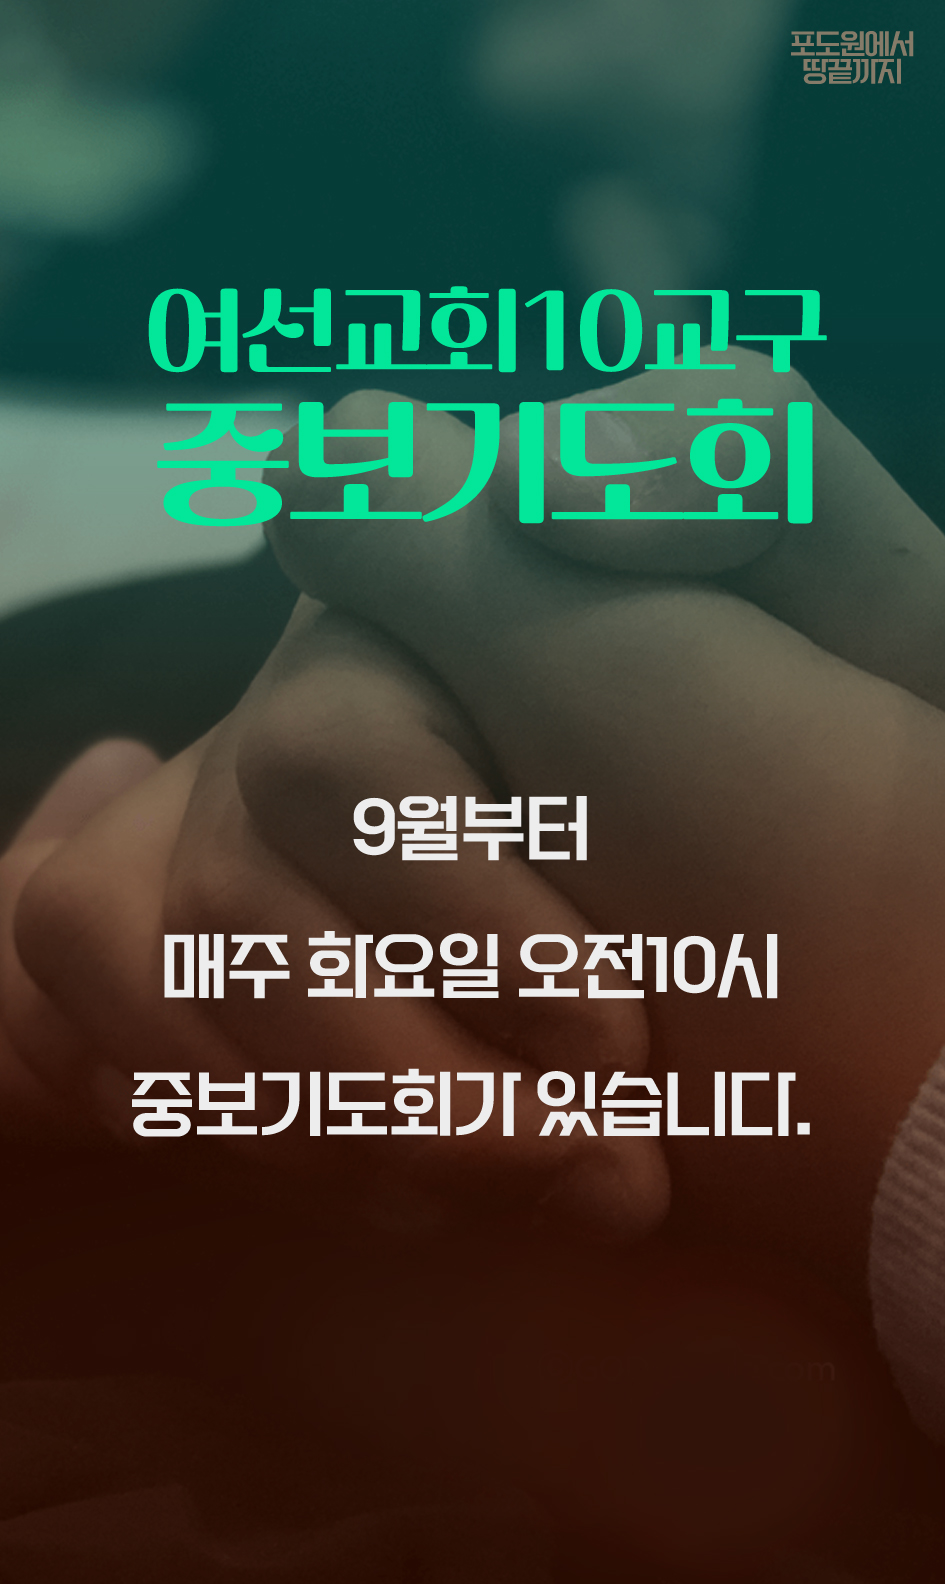 포도원에서
땅끝까지
여선교회10교구
중보기도회
9월부터
매주 화요일 오전10시
중보기도회가 있습니다.